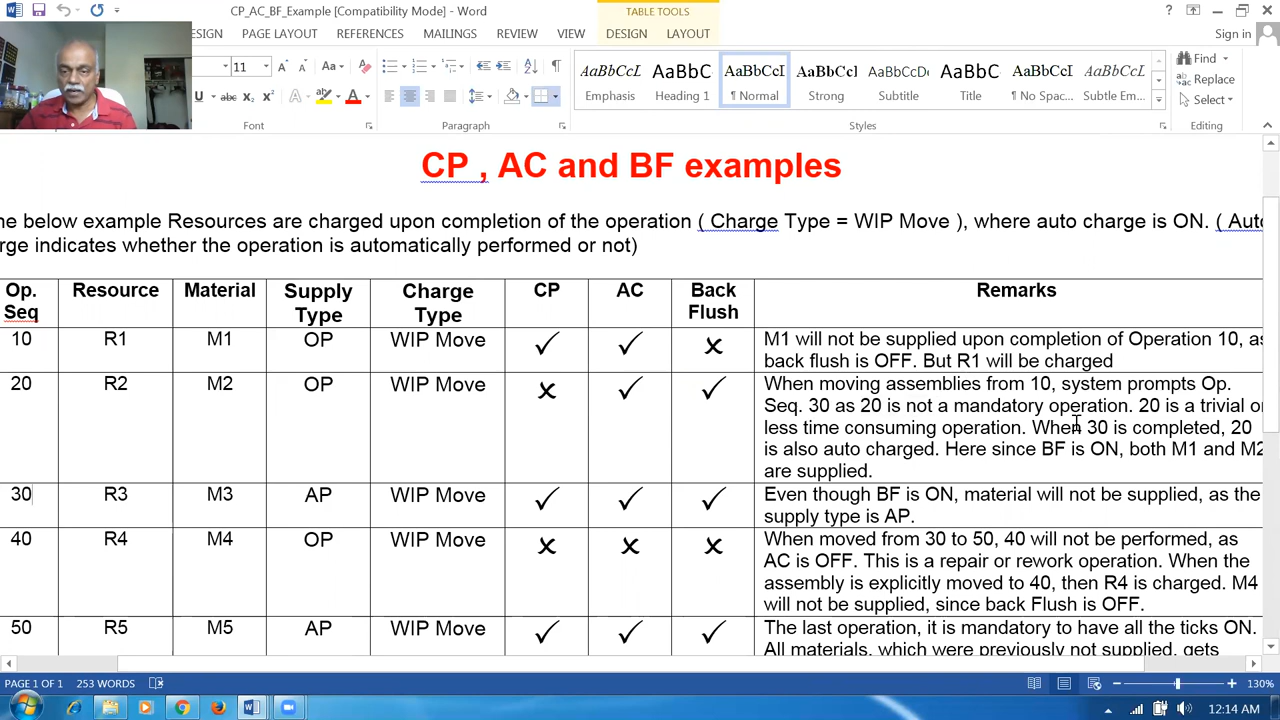 CP_AC_BF_Example [Compatibility Mode] - Word
TABLE TOOLS
?
Sign in
ESIGN PAGE LAYOUT REFERENCES MAILINGS REVIEW VIEW DESIGN LAYOUT
11 Aa
U abc x2 x2 A A
Font
Paragraph
AaBbCcI AaBbC AaBbCcI AaBbCcI AaBbCcI AaBbC AaBbCcI AaBbCcI
Emphasis Heading 1 ¶ Normal Strong Subtitle Title ¶ No Spac... Subtle Em...
Styles
Find
Replace
Select
Editing
CP , AC and BF examples
ne below example Resources are charged upon completion of the operation ( Charge Type = WIP Move ), where auto charge is ON. ( Auto
rge indicates whether the operation is automatically performed or not)
Op. Seq Resource Material Supply Type Charge Type CP AC Back Flush Remarks
10 R1 M1 OP WIP Move ✓ ✓ ✗ M1 will not be supplied upon completion of Operation 10, as
back flush is OFF. But R1 will be charged
20 R2 M2 OP WIP Move ✗ ✓ ✓ When moving assemblies from 10, system prompts Op.
Seq. 30 as 20 is not a mandatory operation. 20 is a trivial or
less time consuming operation. When 30 is completed, 20
is also auto charged. Here since BF is ON, both M1 and M2
are supplied.
30 R3 M3 AP WIP Move ✓ ✓ ✓ Even though BF is ON, material will not be supplied, as the
supply type is AP.
40 R4 M4 OP WIP Move ✗ ✗ ✗ When moved from 30 to 50, 40 will not be performed, as
AC is OFF. This is a repair or rework operation. When the
assembly is explicitly moved to 40, then R4 is charged. M4
will not be supplied, since back Flush is OFF.
50 R5 M5 AP WIP Move ✓ ✓ ✓ The last operation, it is mandatory to have all the ticks ON.
All materials, which were previously not supplied, gets
PAGE 1 OF 1 253 WORDS
130%
12:14 AM